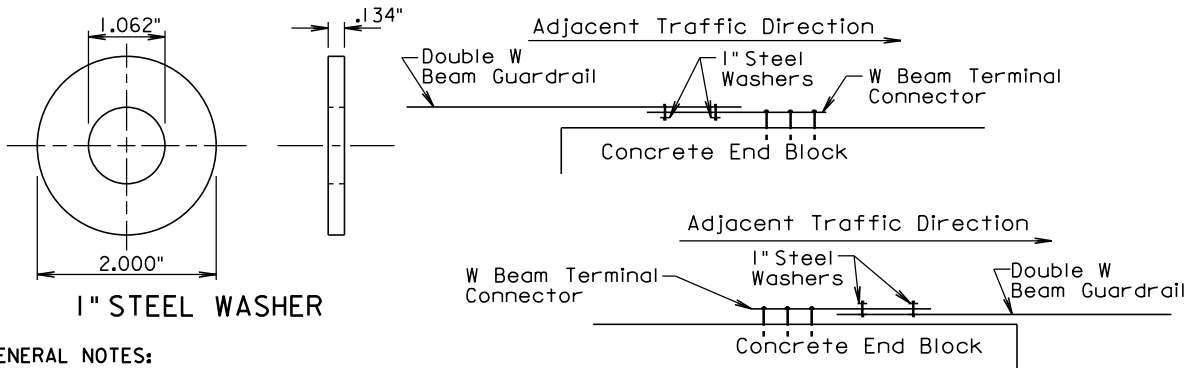 1.062"
.134"
2.000"
1" STEEL WASHER
Adjacent Traffic Direction
Double W
Beam Guardrail
1" Steel
Washers
W Beam Terminal
Connector
Concrete End Block
Adjacent Traffic Direction
W Beam Terminal
Connector
1" Steel
Washers
Double W
Beam Guardrail
Concrete End Block
ENERAL NOTES: